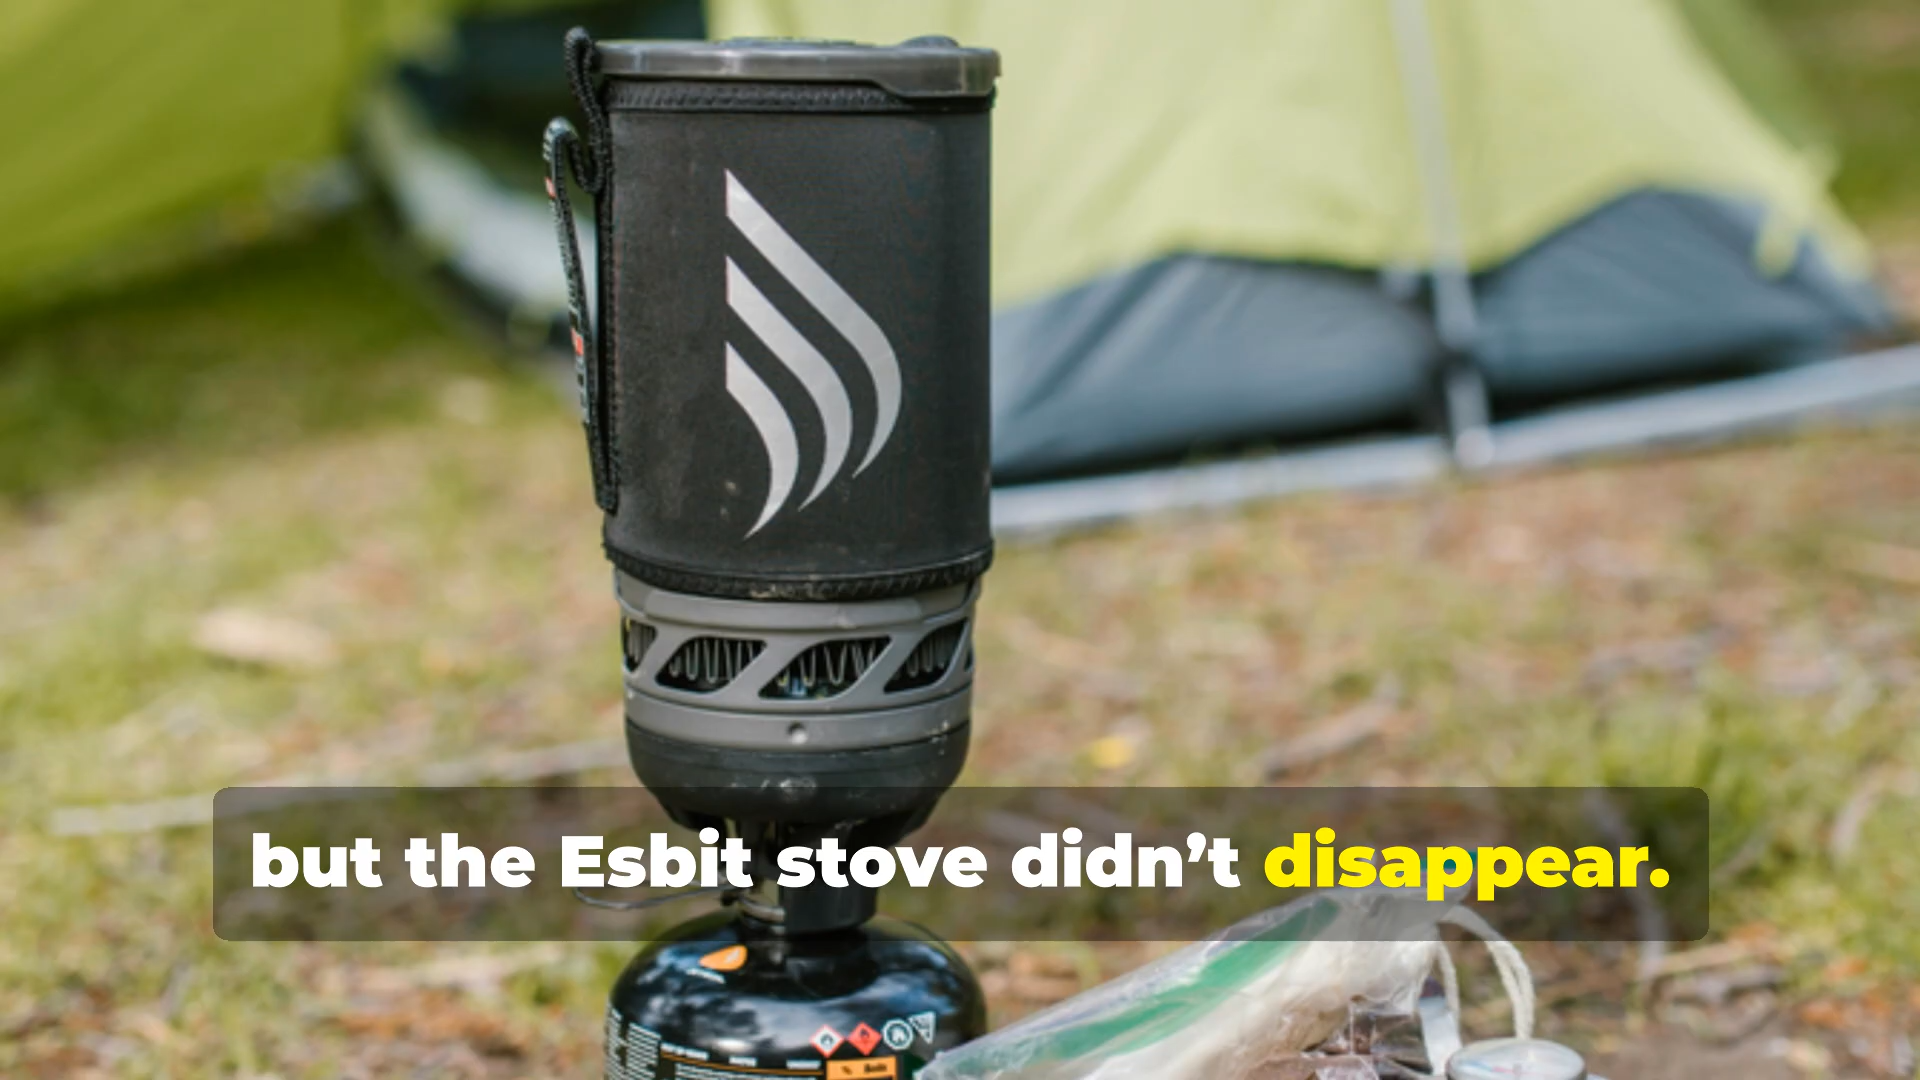 but the Esbit stove didn’t disappear.